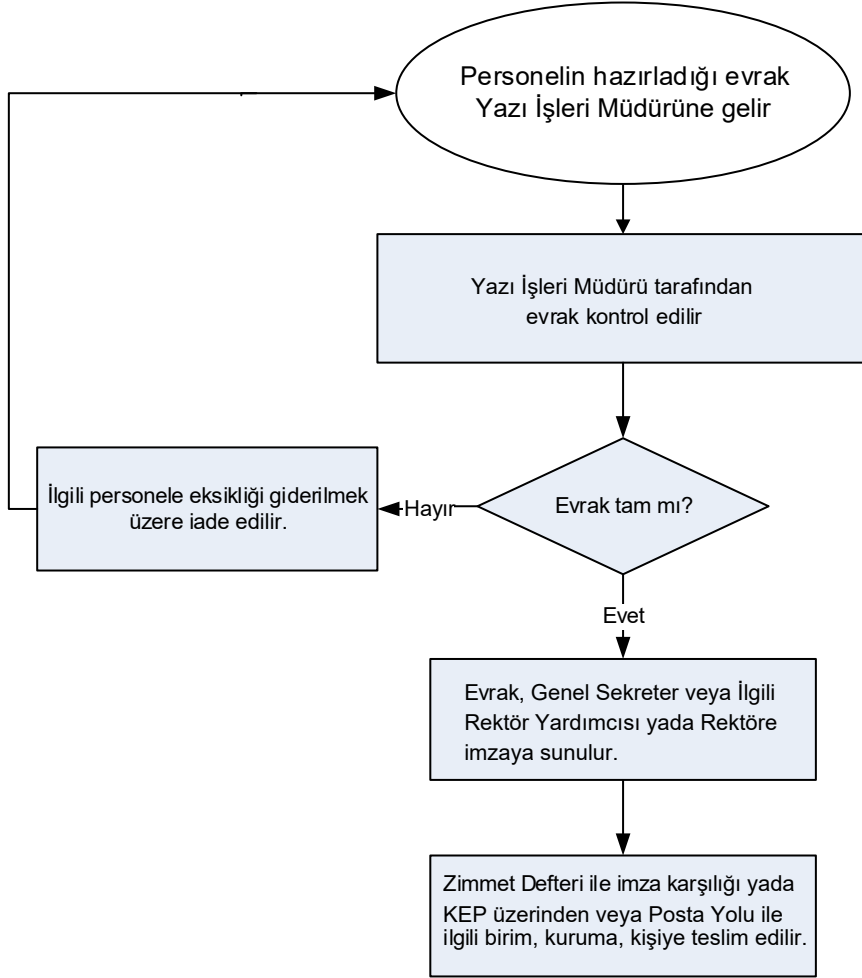 Personelin hazırladığı evrak
Yazı İşleri Müdürüne gelir
Yazı İşleri Müdürü tarafından
evrak kontrol edilir
Evrak tam mı?
Hayır
İlgili personele eksikliği giderilmek
üzere iade edilir.
Evet
Evrak, Genel Sekreter veya İlgili
Rektör Yardımcısı yada Rektöre
imzaya sunulur.
Zimmet Defteri ile imza karşılığı yada
KEP üzerinden veya Posta Yolu ile
ilgili birim, kuruma, kişiye teslim edilir.